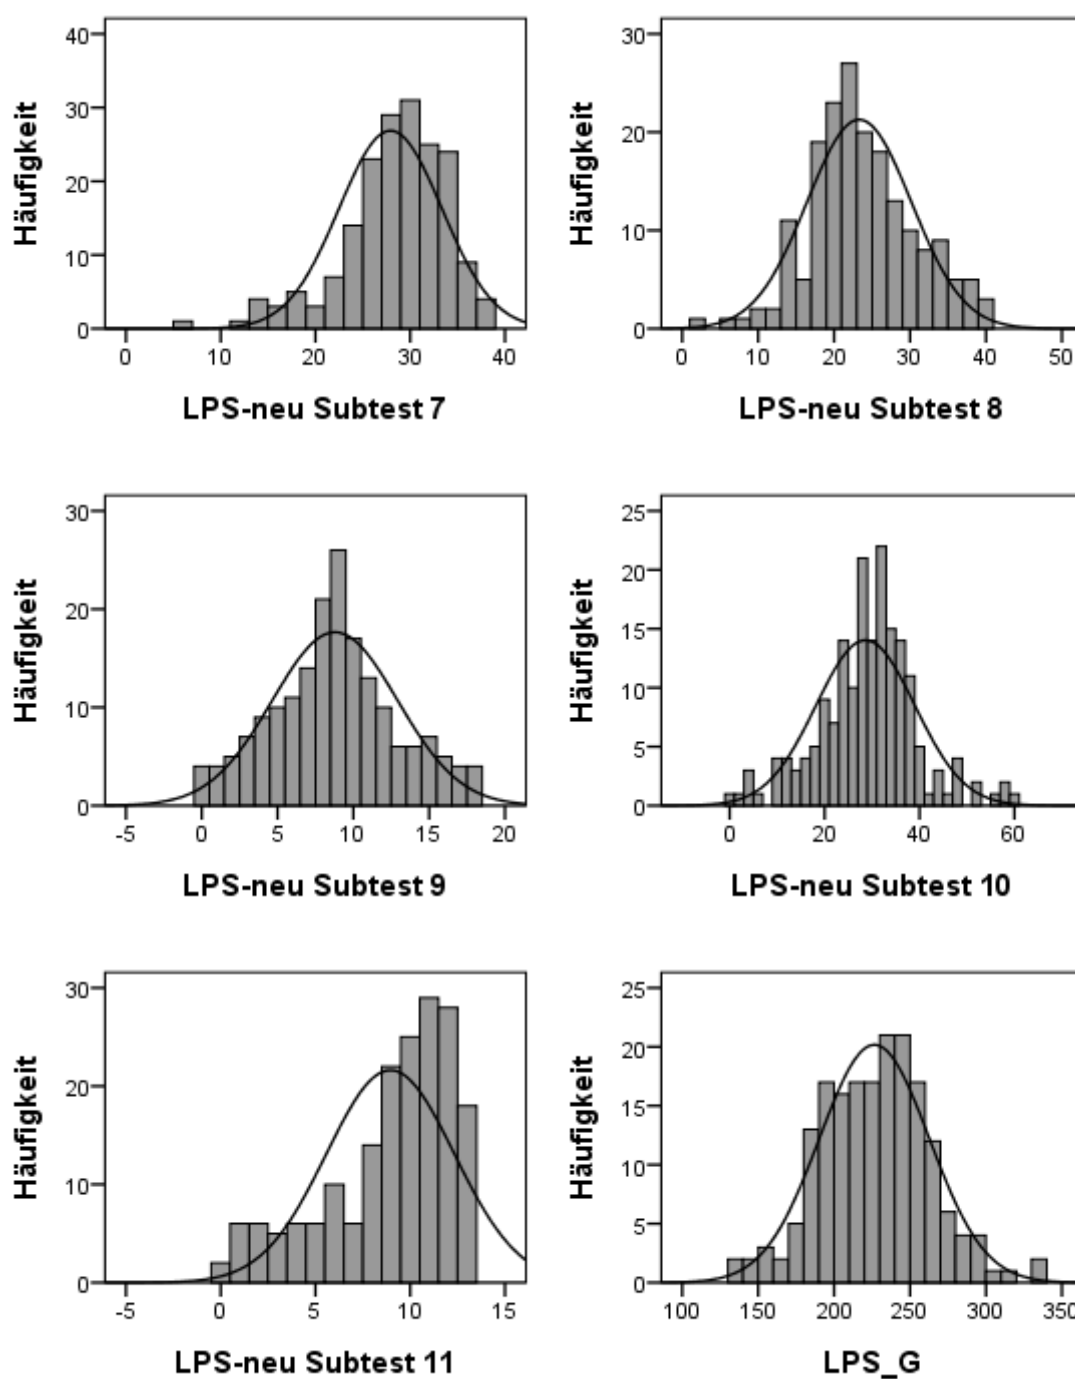 40
30
20
10
0
Häufigkeit
0 10 20 30 40
LPS-neu Subtest 7
30
20
10
0
Häufigkeit
0 10 20 30 40 50
LPS-neu Subtest 8
30
20
10
0
Häufigkeit
-5 0 5 10 15 20
LPS-neu Subtest 9
25
20
15
10
5
0
Häufigkeit
0 20 40 60
LPS-neu Subtest 10
30
20
10
0
Häufigkeit
-5 0 5 10 15
LPS-neu Subtest 11
25
20
15
10
5
0
Häufigkeit
100 150 200 250 300 350
LPS_G